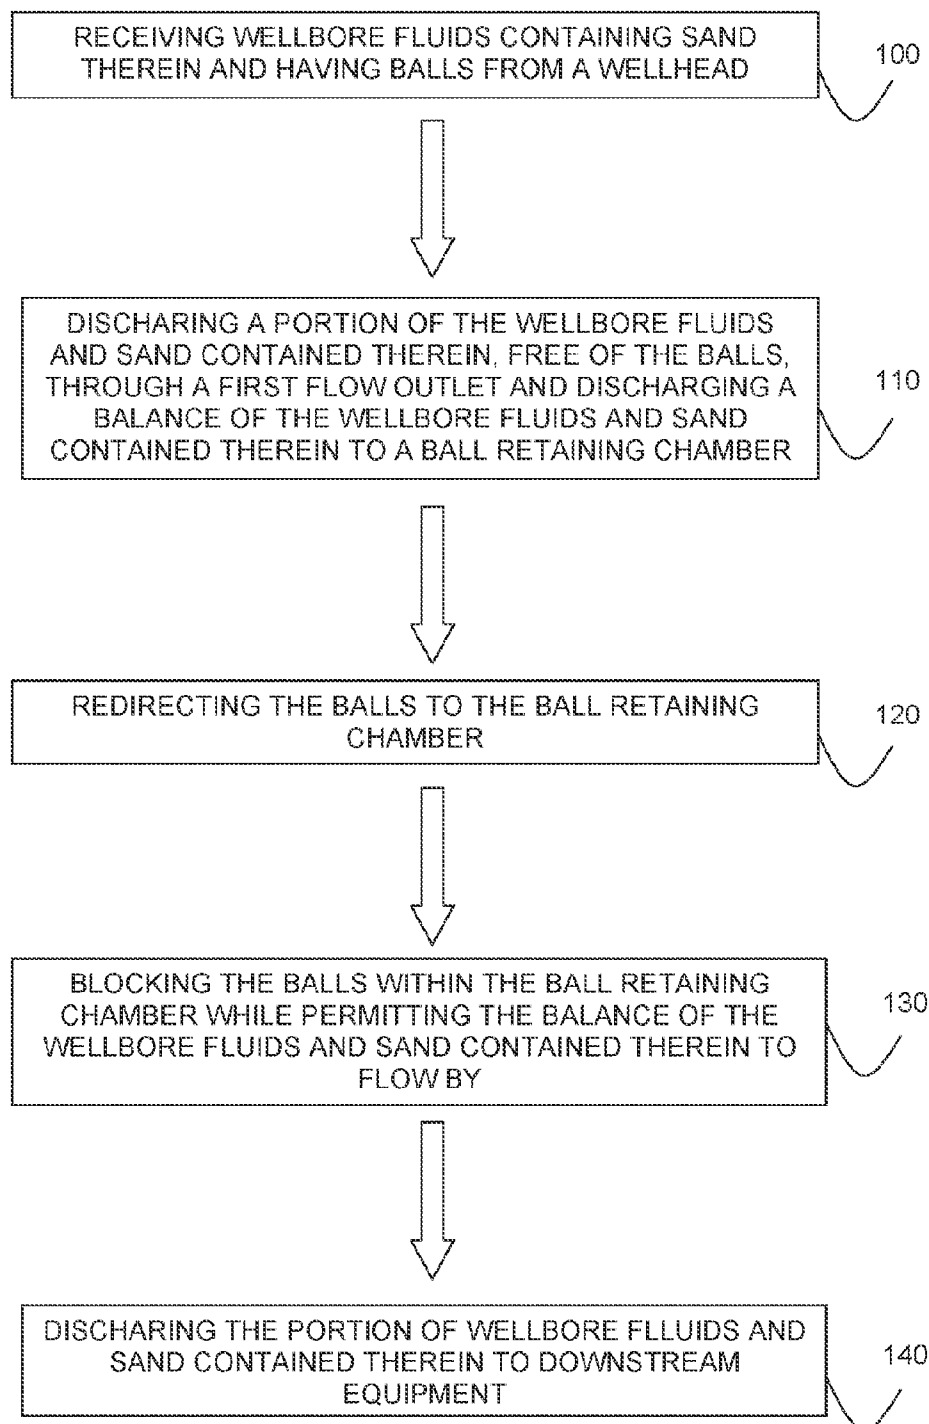 RECEIVING WELLBORE FLUIDS CONTAINING SAND
THEREIN AND HAVING BALLS FROM A WELLHEAD
100
DISCHARING A PORTION OF THE WELLBORE FLUIDS
AND SAND CONTAINED THEREIN, FREE OF THE BALLS,
THROUGH A FIRST FLOW OUTLET AND DISCHARGING A
BALANCE OF THE WELLBORE FLUIDS AND SAND
CONTAINED THEREIN TO A BALL RETAINING CHAMBER
110
REDIRECTING THE BALLS TO THE BALL RETAINING
CHAMBER
120
BLOCKING THE BALLS WITHIN THE BALL RETAINING
CHAMBER WHILE PERMITTING THE BALANCE OF THE
WELLBORE FLUIDS AND SAND CONTAINED THEREIN TO
FLOW BY
130
DISCHARING THE PORTION OF WELLBORE FLLUIDS AND
SAND CONTAINED THEREIN TO DOWNSTREAM
EQUIPMENT
140